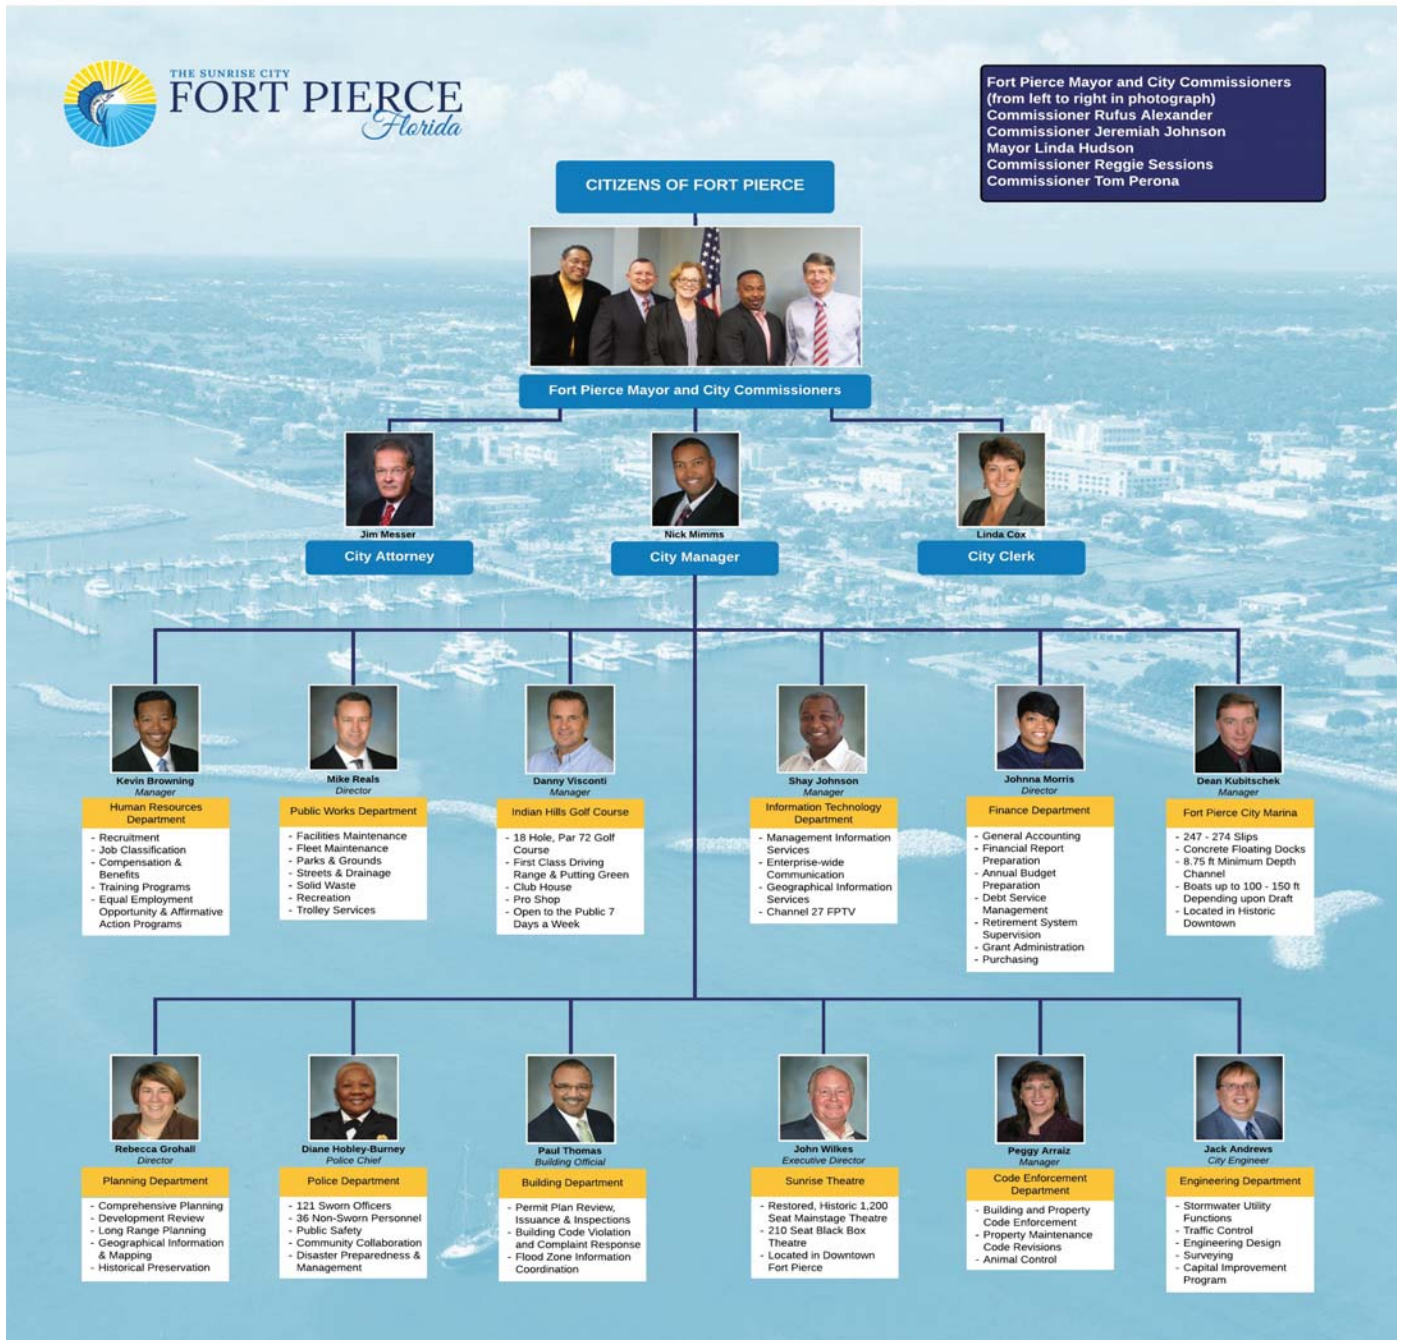 THE SUNRISE CITY
FORT PIERCE
Florida
Fort Pierce Mayor and City Commissioners
(from left to right in photograph)
Commissioner Rufus Alexander
Commissioner Jeremiah Johnson
Mayor Linda Hudson
Commissioner Reggie Sessions
Commissioner Tom Perona
CITIZENS OF FORT PIERCE
Fort Pierce Mayor and City Commissioners
Jim Messer
City Attorney
Nick Mimms
City Manager
Linda Cox
City Clerk
Kevin Browning
Manager
Human Resources
Department
- Recruitment
- Job Classification
- Compensation &
Benefits
- Training Programs
- Equal Employment
Opportunity & Affirmative
Action Programs
Mike Reals
Director
Public Works Department
- Facilities Maintenance
- Fleet Maintenance
- Parks & Grounds
- Streets & Drainage
- Solid Waste
- Recreation
- Trolley Services
Danny Visconti
Manager
Indian Hills Golf Course
- 18 Hole, Par 72 Golf
Course
- First Class Driving
Range & Putting Green
- Club House
- Pro Shop
- Open to the Public 7
Days a Week
Shay Johnson
Manager
Information Technology
Department
- Management Information
Services
- Enterprise-wide
Communication
- Geographical Information
Services
- Channel 27 FPTV
Johnna Morris
Director
Finance Department
- General Accounting
- Financial Report
Preparation
- Annual Budget
Preparation
- Debt Service
Management
- Retirement System
Supervision
- Grant Administration
- Purchasing
Dean Kubitschek
Manager
Fort Pierce City Marina
- 247 - 274 Slips
- Concrete Floating Docks
- 8.75 ft Minimum Depth
Channel
- Boats up to 100 - 150 ft
Depending upon Draft
- Located in Historic
Downtown
Rebecca Grohall
Director
Planning Department
- Comprehensive Planning
- Development Review
- Long Range Planning
- Geographical Information
& Mapping
- Historical Preservation
Diane Hobley-Burney
Police Chief
Police Department
- 121 Sworn Officers
- 36 Non-Sworn Personnel
- Public Safety
- Community Collaboration
- Disaster Preparedness &
Management
Paul Thomas
Building Official
Building Department
- Permit Plan Review,
Issuance & Inspections
- Building Code Violation
and Complaint Response
- Flood Zone Information
Coordination
John Wilkes
Executive Director
Sunrise Theatre
- Restored, Historic 1,200
Seat Mainstage Theatre
- 210 Seat Black Box
Theatre
- Located in Downtown
Fort Pierce
Peggy Arraiz
Manager
Code Enforcement
Department
- Building and Property
Code Enforcement
- Property Maintenance
Code Revisions
- Animal Control
Jack Andrews
City Engineer
Engineering Department
- Stormwater Utility
Functions
- Traffic Control
- Engineering Design
- Surveying
- Capital Improvement
Program